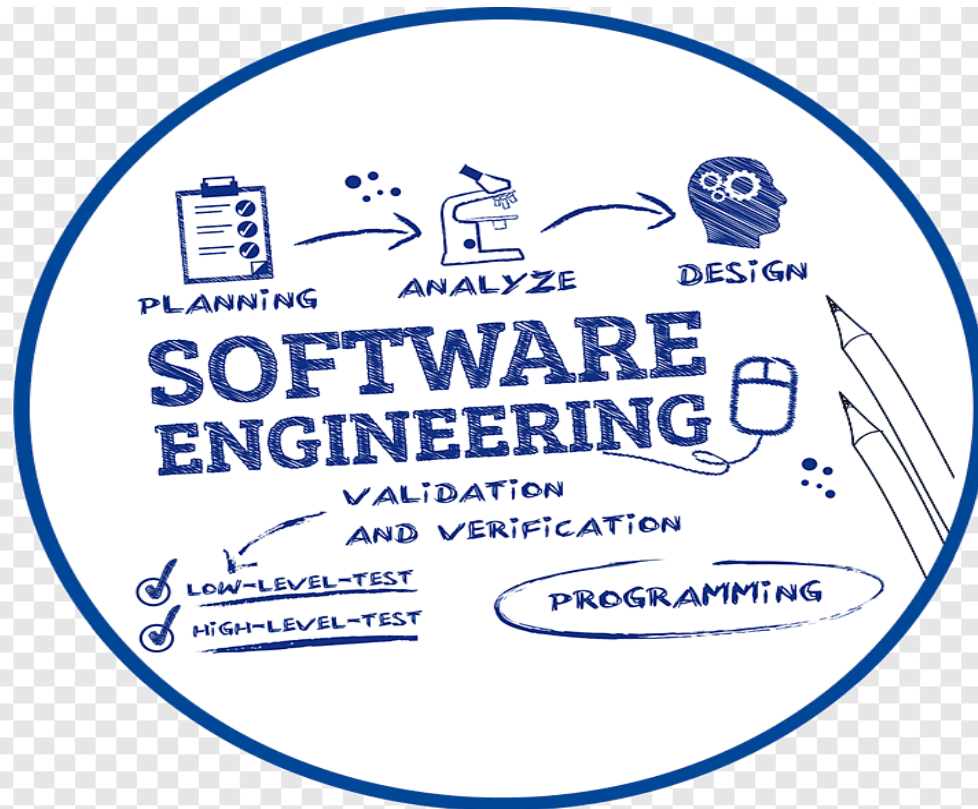 PLANNiNG
ANALYZE
DESiGN
SOFTWARE
ENGINEERING
VALiDATiON
AND VERiFiCATiON
LOW-LEVEL-TEST
HiGH-LEVEL-TEST
PROGRAMMiNG